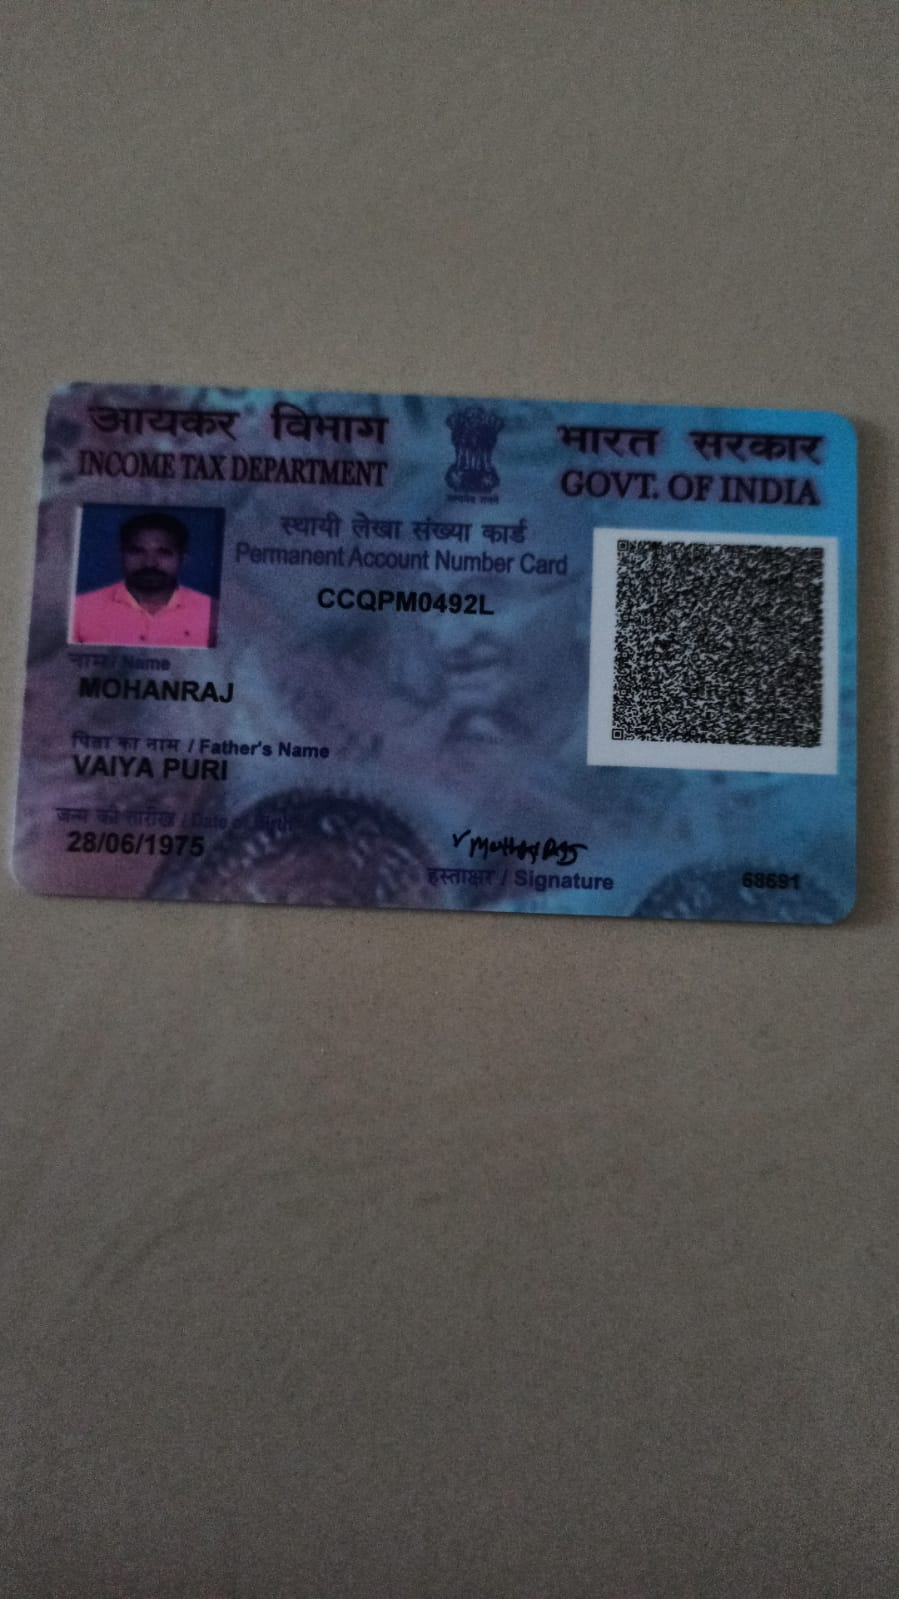 आयकर विभाग
INCOME TAX DEPARTMENT
सत्यमेव जयते
भारत सरकार
GOVT. OF INDIA
स्थायी लेखा संख्या कार्ड
Permanent Account Number Card
CCQPM0492L
नाम / Name
MOHANRAJ
पिता का नाम / Father's Name
VAIYA PURI
जन्म की तारीख / Date of Birth
28/06/1975
हस्ताक्षर / Signature
68691